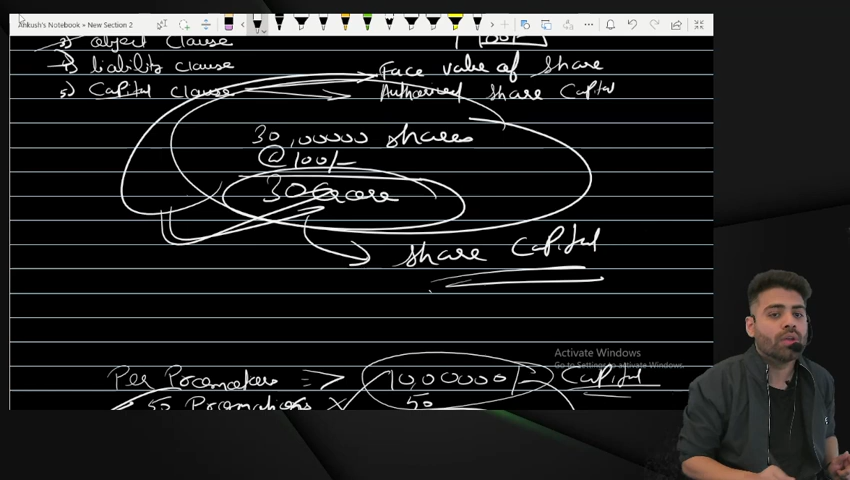 Ankush's Notebook » New Section 2
3) object clause
4) liability clause
Face value of share
5) Capital clause
Authorised share Capital
30,00000 shares
@ 100/-
30 Crore
share Capital
Activate Windows
Go to Settings to activate Windows.
Per Promoters => 10,00000/- Capital
50 Promotions X 50